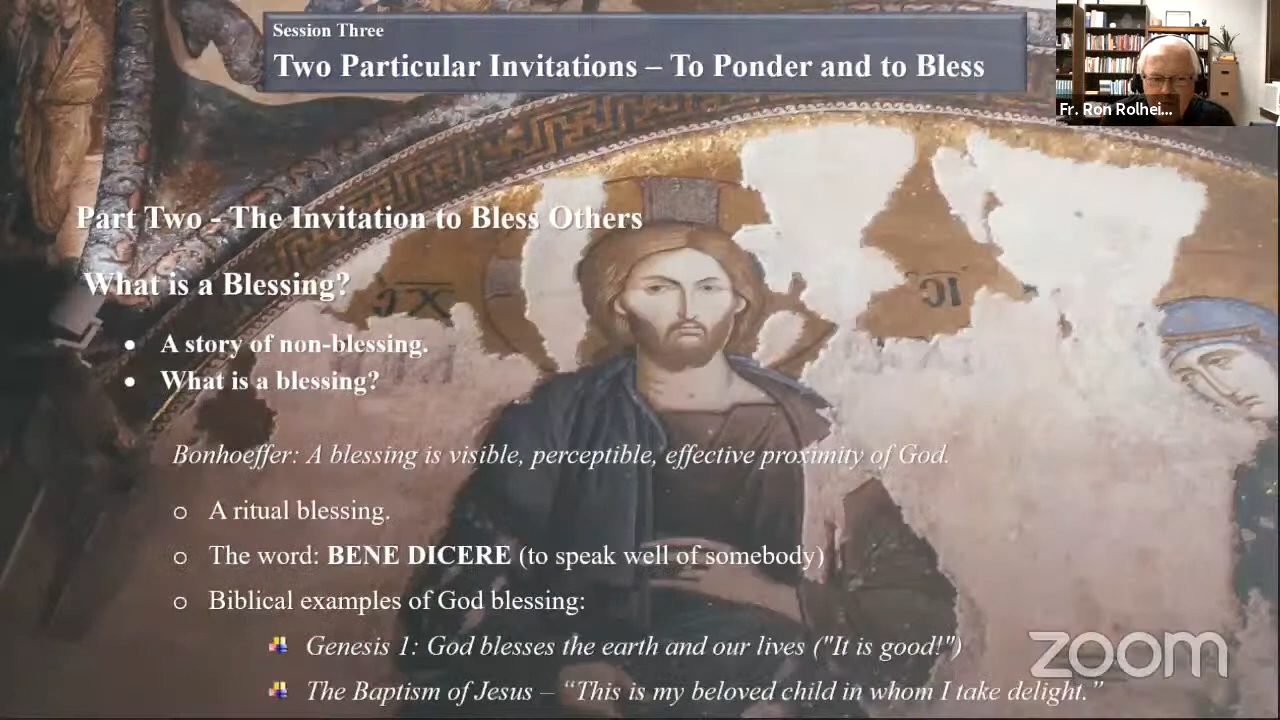 Session Three
Two Particular Invitations – To Ponder and to Bless
Fr. Ron Rolhei...
Part Two - The Invitation to Bless Others
What is a Blessing?
• A story of non-blessing.
• What is a blessing?
Bonhoeffer: A blessing is visible, perceptible, effective proximity of God.
o A ritual blessing.
o The word: BENE DICERE (to speak well of somebody)
o Biblical examples of God blessing:
Genesis 1: God blesses the earth and our lives ("It is good!")
The Baptism of Jesus – “This is my beloved child in whom I take delight.”
zoom